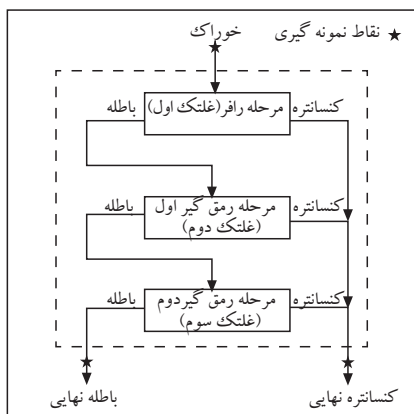 ★ نقاط نمونه گیری
خوراک
کنسانتره
مرحله رافر(غلتک اول)
باطله
کنسانتره
مرحله رمق گیر اول
(غلتک دوم)
باطله
کنسانتره
مرحله رمق گیردوم
(غلتک سوم)
باطله
کنسانتره نهایی
باطله نهایی